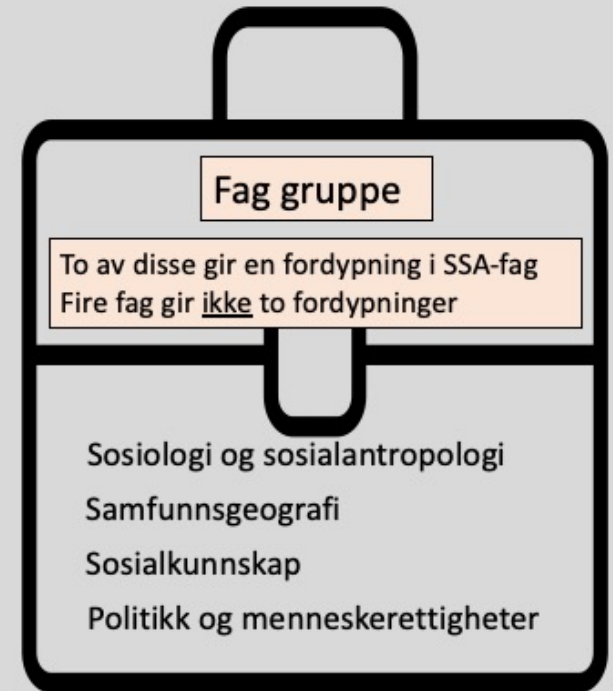 Fag gruppe
To av disse gir en fordypning i SSA-fag
Fire fag gir ikke to fordypninger
Sosiologi og sosialantropologi
Samfunnsgeografi
Sosialkunnskap
Politikk og menneskerettigheter